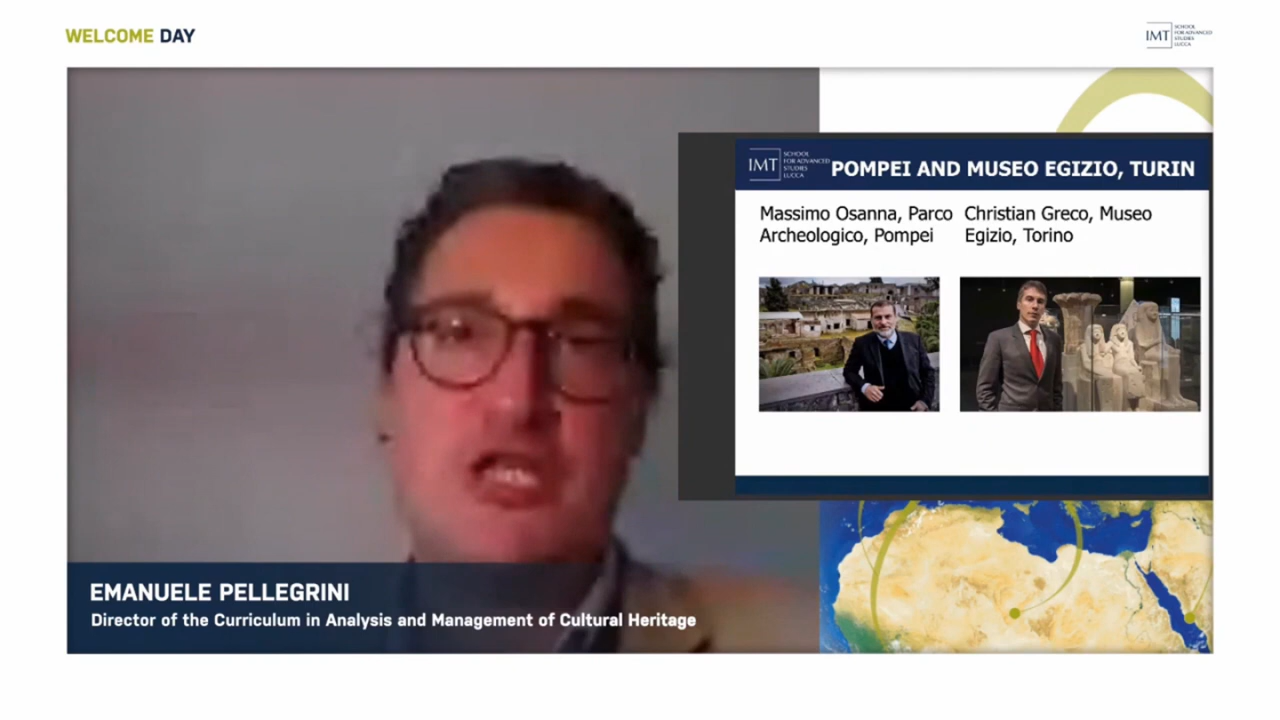 WELCOME DAY
IMT
SCHOOL
FOR ADVANCED
STUDIES
LUCCA
IMT
SCHOOL
FOR ADVANCED
STUDIES
LUCCA
POMPEI AND MUSEO EGIZIO, TURIN
Massimo Osanna, Parco
Archeologico, Pompei
Christian Greco, Museo
Egizio, Torino
EMANUELE PELLEGRINI
Director of the Curriculum in Analysis and Management of Cultural Heritage